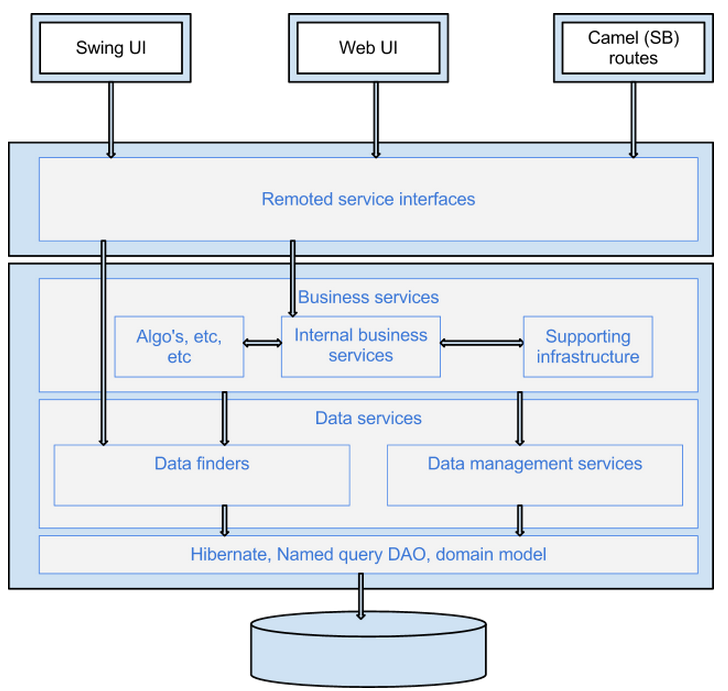 Swing UI
Web UI
Camel (SB)
routes
Remoted service interfaces
Business services
Algo's, etc,
etc
Internal business
services
Supporting
infrastructure
Data services
Data finders
Data management services
Hibernate, Named query DAO, domain model